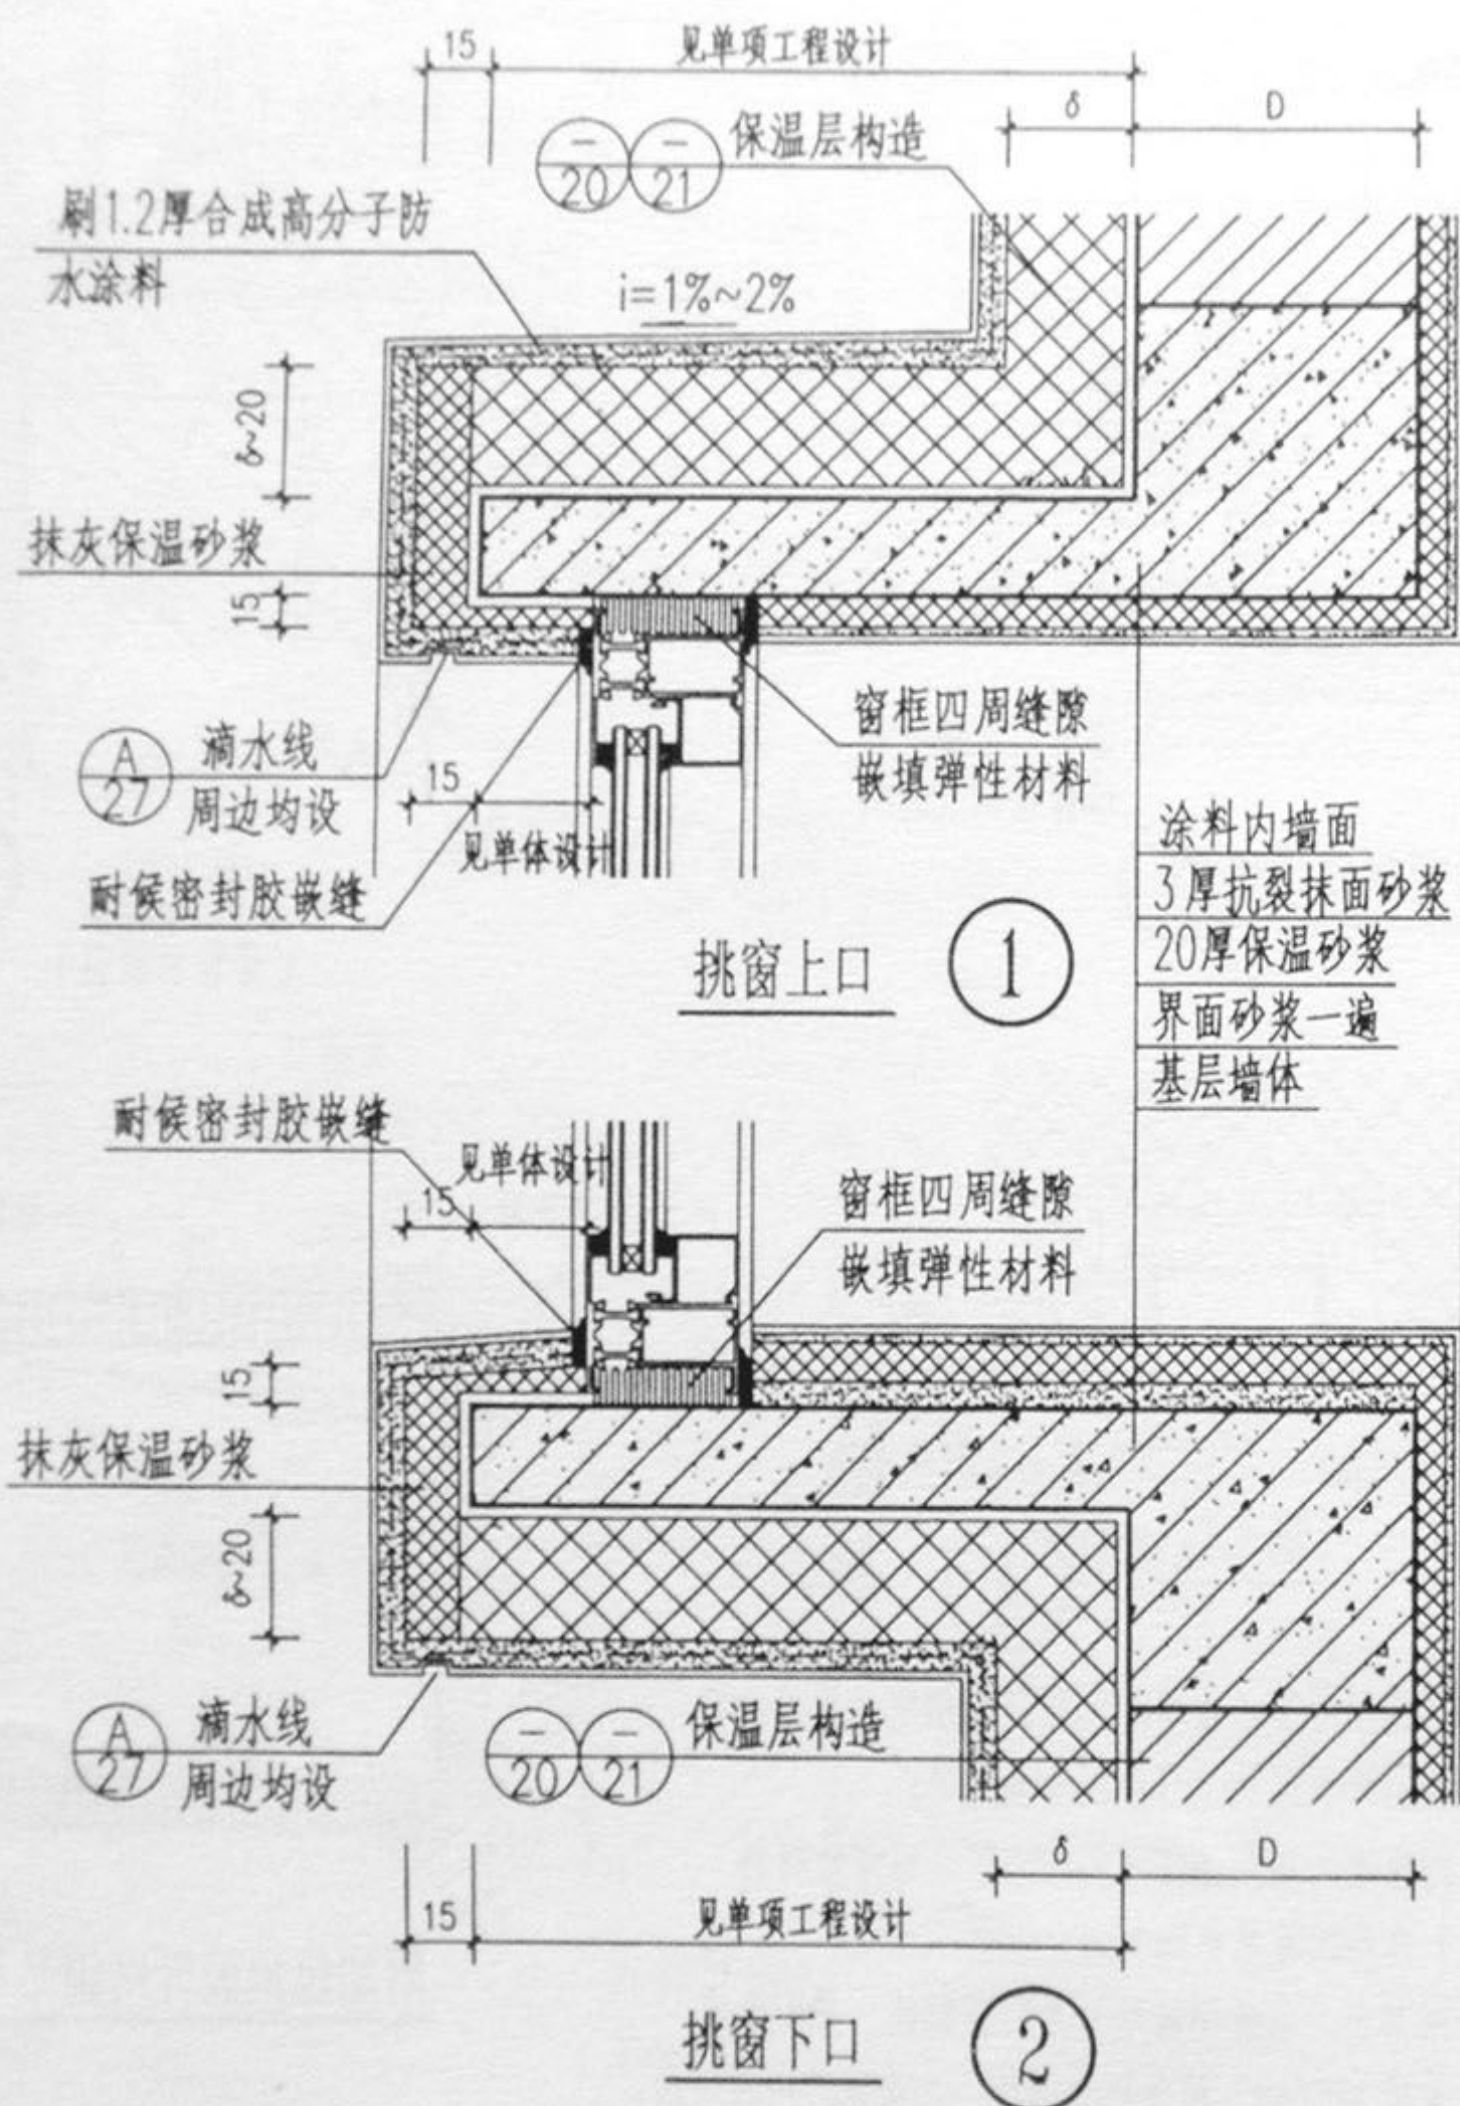 15
见单项工程设计
δ
D
—
20
—
21
保温层构造
刷1.2厚合成高分子防
水涂料
i=1%~2%
δ~20
抹灰保温砂浆
15
窗框四周缝隙
嵌填弹性材料
A
27
滴水线
周边均设
15
见单体设计
耐候密封胶嵌缝
涂料内墙面
3厚抗裂抹面砂浆
20厚保温砂浆
界面砂浆一遍
基层墙体
挑窗上口
1
耐候密封胶嵌缝
见单体设计
15
窗框四周缝隙
嵌填弹性材料
15
抹灰保温砂浆
δ~20
A
27
滴水线
周边均设
—
20
—
21
保温层构造
δ
D
15
见单项工程设计
挑窗下口
2